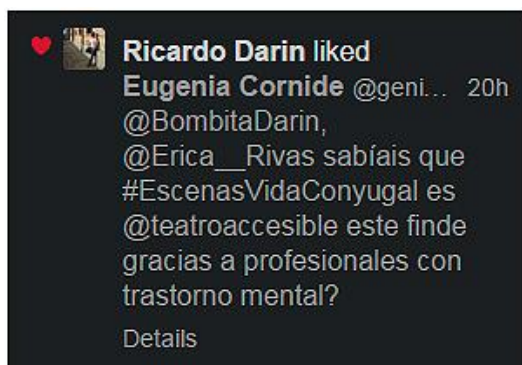 Ricardo Darin liked
Eugenia Cornide @geni... 20h
@BombitaDarin,
@Erica__Rivas sabíais que
#EscenasVidaConyugal es
@teatroaccesible este finde
gracias a profesionales con
trastorno mental?
Details